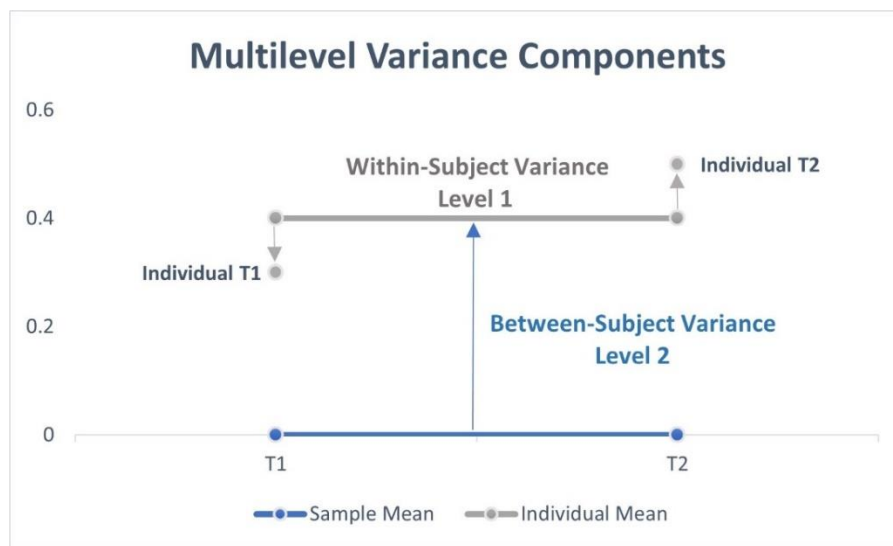 Multilevel Variance Components
0.6
Within-Subject Variance
Level 1
Individual T2
0.4
Individual T1
0.2
Between-Subject Variance
Level 2
0
T1
T2
Sample Mean
Individual Mean